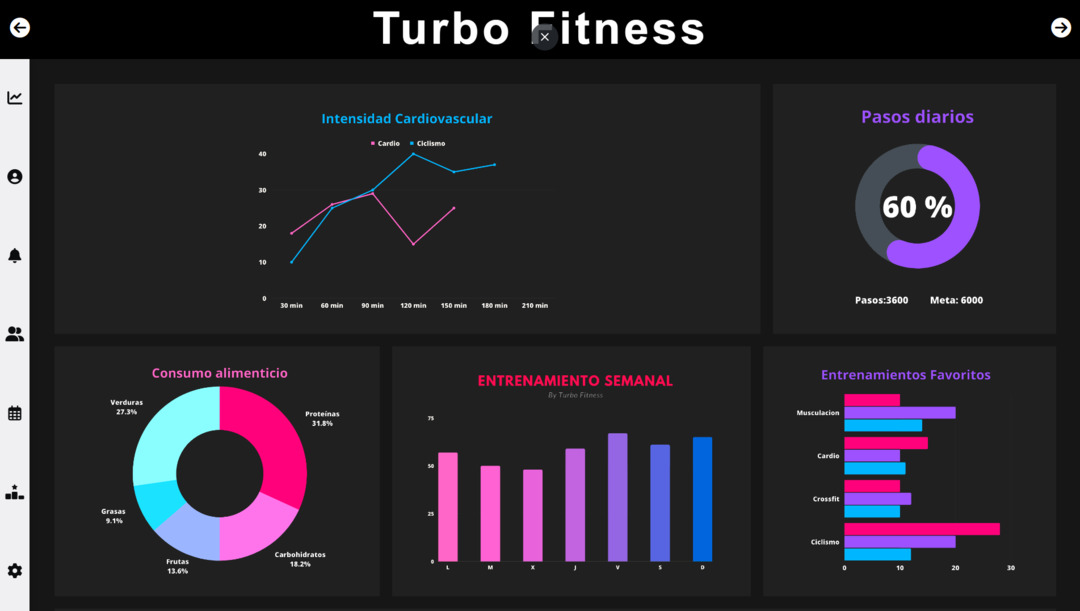 Turbo Fitness
Intensidad Cardiovascular
Cardio Ciclismo
40
30
20
10
0
30 min 60 min 90 min 120 min 150 min 180 min 210 min
Pasos diarios
60 %
Pasos:3600 Meta: 6000
Consumo alimenticio
Verduras
27.3%
Proteínas
31.8%
Grasas
9.1%
Frutas
13.6%
Carbohidratos
18.2%
ENTRENAMIENTO SEMANAL
By Turbo Fitness
75
50
25
0
L M X J V S D
Entrenamientos Favoritos
Musculacion
Cardio
Crossfit
Ciclismo
0 10 20 30